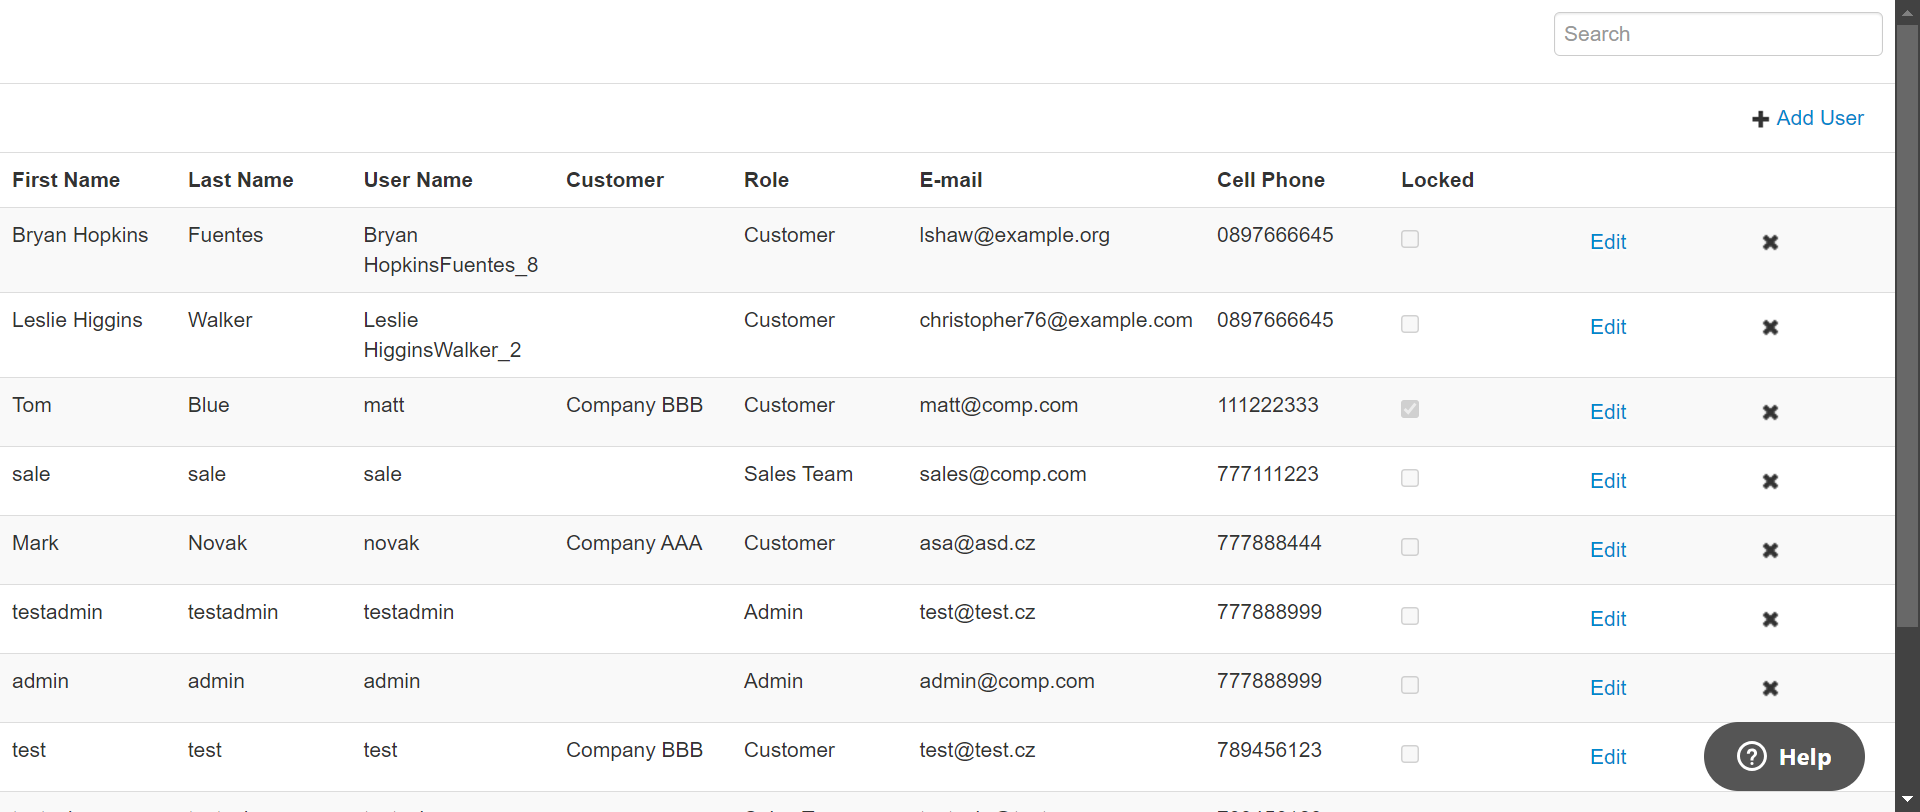 Search
Add User
First Name Last Name User Name Customer Role E-mail Cell Phone Locked
Bryan Hopkins Fuentes Bryan HopkinsFuentes_8 Customer lshaw@example.org 0897666645 Edit
Leslie Higgins Walker Leslie HigginsWalker_2 Customer christopher76@example.com 0897666645 Edit
Tom Blue matt Company BBB Customer matt@comp.com 111222333 Edit
sale sale sale Sales Team sales@comp.com 777111223 Edit
Mark Novak novak Company AAA Customer asa@asd.cz 777888444 Edit
testadmin testadmin testadmin Admin test@test.cz 777888999 Edit
admin admin admin Admin admin@comp.com 777888999 Edit
test test test Company BBB Customer test@test.cz 789456123 Edit
Help